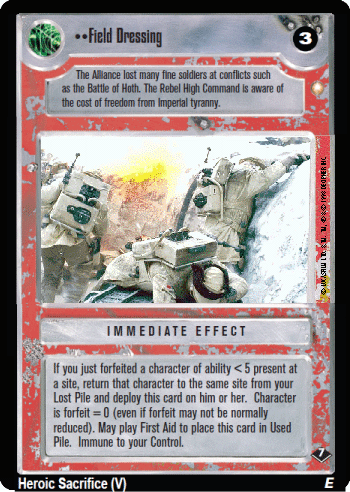 ••Field Dressing
3
The Alliance lost many fine soldiers at conflicts such
as the Battle of Hoth. The Rebel High Command is aware of
the cost of freedom from Imperial tyranny.
IMMEDIATE EFFECT
If you just forfeited a character of ability < 5 present at
a site, return that character to the same site from your
Lost Pile and deploy this card on him or her. Character
is forfeit = 0 (even if forfeit may not be normally
reduced). May play First Aid to place this card in Used
Pile. Immune to your Control.
7
Heroic Sacrifice (V)
E